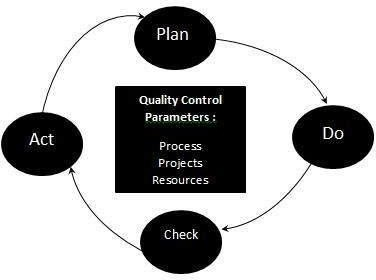 Plan
Quality Control
Parameters :
Process
Projects
Resources
Do
Act
Check